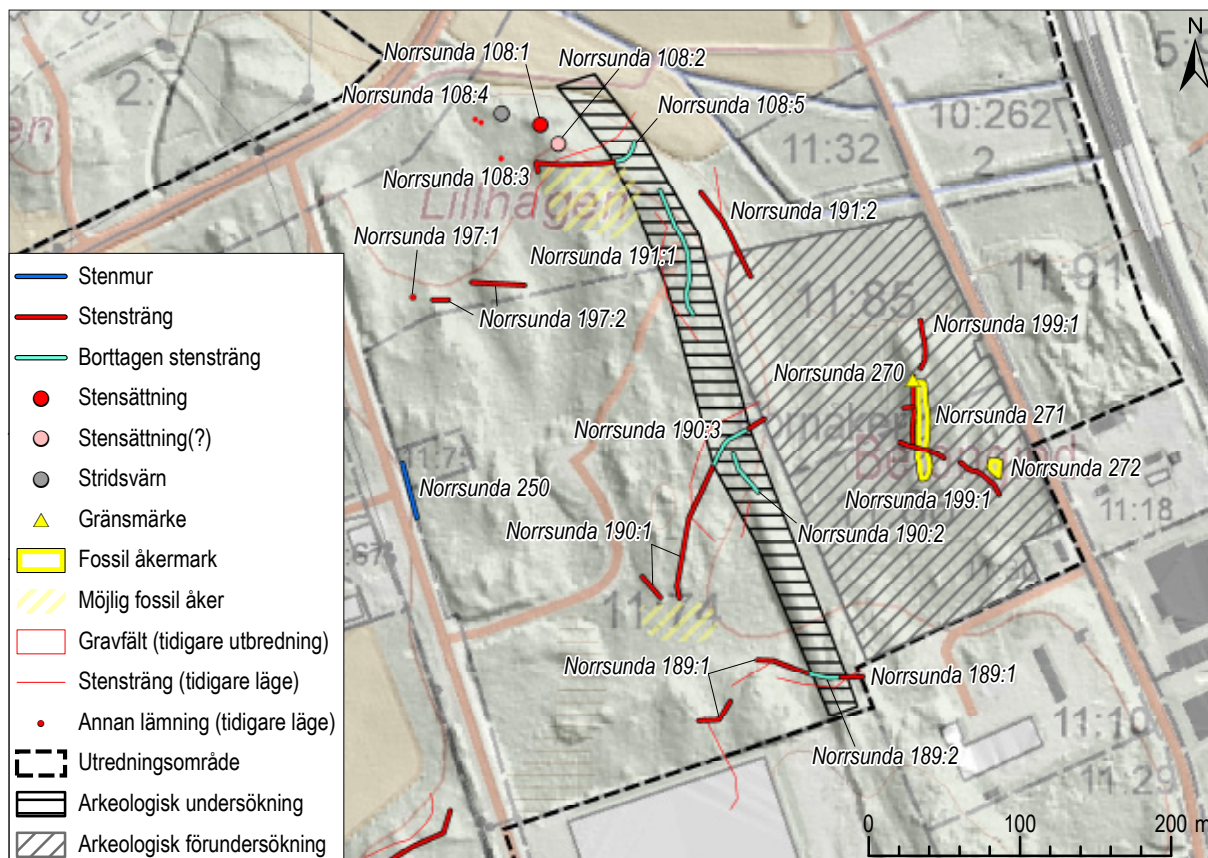 Norrsunda 108:1
Norrsunda 108:2
Norrsunda 108:4
Norrsunda 108:5
N
2:
10:262
2
11:32
Norrsunda 108:3
Lillhagen
Norrsunda 191:2
Norrsunda 197:1
Norrsunda 191:1
11:91
11:85
Norrsunda 197:2
Norrsunda 199:1
Norrsunda 270
Norrsunda 271
Norrsunda 190:3
Norrsunda 272
Norrsunda 250
Norrsunda 199:1
11:18
Norrsunda 190:1
Norrsunda 190:2
11:74
Norrsunda 189:1
Norrsunda 189:1
11:10
Norrsunda 189:2
11:29
Stenmur
Stensträng
Borttagen stensträng
Stensättning
Stensättning(?)
Stridsvärn
Gränsmärke
Fossil åkermark
Möjlig fossil åker
Gravfält (tidigare utbredning)
Stensträng (tidigare läge)
Annan lämning (tidigare läge)
Utredningsområde
Arkeologisk undersökning
Arkeologisk förundersökning
0 100 200 m